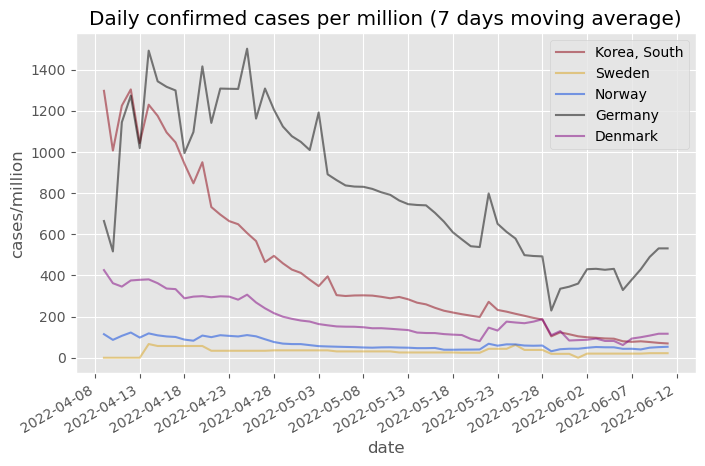 Daily confirmed cases per million (7 days moving average)
Korea, South
Sweden
Norway
Germany
Denmark
cases/million
1400
1200
1000
800
600
400
200
0
2022-04-08
2022-04-13
2022-04-18
2022-04-23
2022-04-28
2022-05-03
2022-05-08
2022-05-13
2022-05-18
2022-05-23
2022-05-28
2022-06-02
2022-06-07
2022-06-12
date